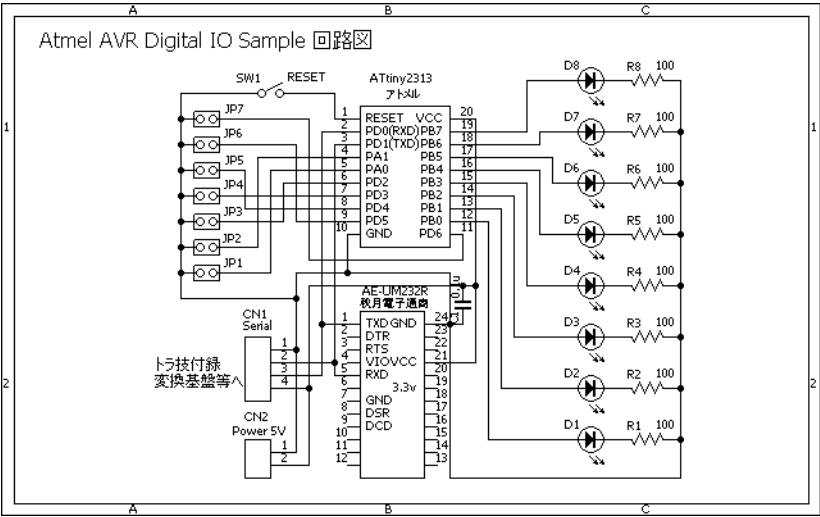 A B C
Atmel AVR Digital IO Sample 回路図
SW1 RESET
ATtiny2313
アトメル
1 RESET VCC 20
2 PD0(RXD) PB7 19
3 PD1(TXD) PB6 18
4 PA1 PB5 17
5 PA0 PB4 16
6 PD2 PB3 15
7 PD3 PB2 14
8 PD4 PB1 13
9 PD5 PB0 12
10 GND PD6 11
JP7
JP6
JP5
JP4
JP3
JP2
JP1
D8 R8 100
D7 R7 100
D6 R6 100
D5 R5 100
D4 R4 100
D3 R3 100
D2 R2 100
D1 R1 100
1 1
AE-UM232R
秋月電子通商
1 TXD GND 24
2 DTR 23
3 RTS 22
4 VIO VCC 21
5 RXD 20
6 3.3v 19
7 GND 18
8 DSR 17
9 DCD 16
10 15
11 14
12 13
CN1
Serial
1
2
3
4
トラ技付録
変換基盤等へ
CN2
Power 5V
1
2
2 2
A B C